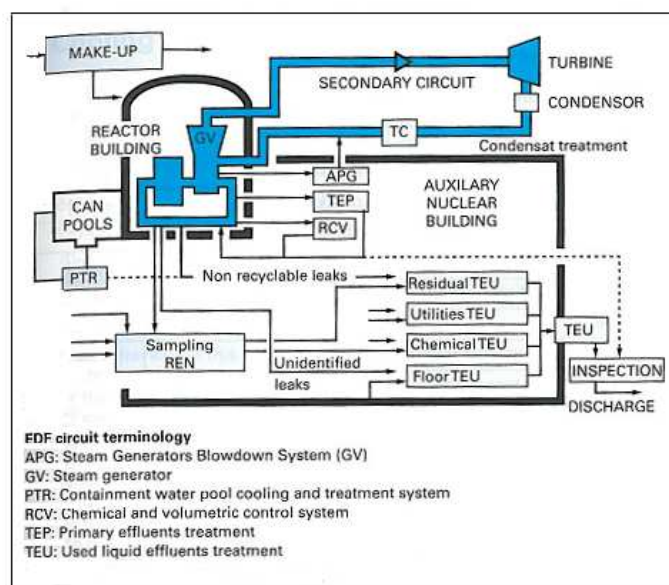 MAKE-UP
SECONDARY CIRCUIT
TURBINE
CONDENSOR
REACTOR
BUILDING
GV
TC
Condensat treatment
APG
TEP
RCV
AUXILARY
NUCLEAR
BUILDING
CAN
POOLS
PTR
Non recyclable leaks
Residual TEU
Utilities TEU
Chemical TEU
Floor TEU
TEU
Sampling
REN
Unidentified
leaks
INSPECTION
DISCHARGE
EDF circuit terminology
APG: Steam Generators Blowdown System (GV)
GV: Steam generator
PTR: Containment water pool cooling and treatment system
RCV: Chemical and volumetric control system
TEP: Primary effluents treatment
TEU: Used liquid effluents treatment